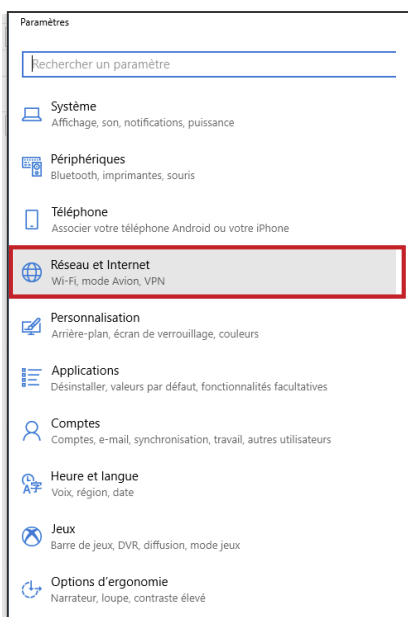 Paramètres
Rechercher un paramètre
Système
Affichage, son, notifications, puissance
Périphériques
Bluetooth, imprimantes, souris
Téléphone
Associer votre téléphone Android ou votre iPhone
Réseau et Internet
Wi-Fi, mode Avion, VPN
Personnalisation
Arrière-plan, écran de verrouillage, couleurs
Applications
Désinstaller, valeurs par défaut, fonctionnalités facultatives
Comptes
Comptes, e-mail, synchronisation, travail, autres utilisateurs
Heure et langue
Voix, région, date
Jeux
Barre de jeux, DVR, diffusion, mode jeux
Options d'ergonomie
Narrateur, loupe, contraste élevé